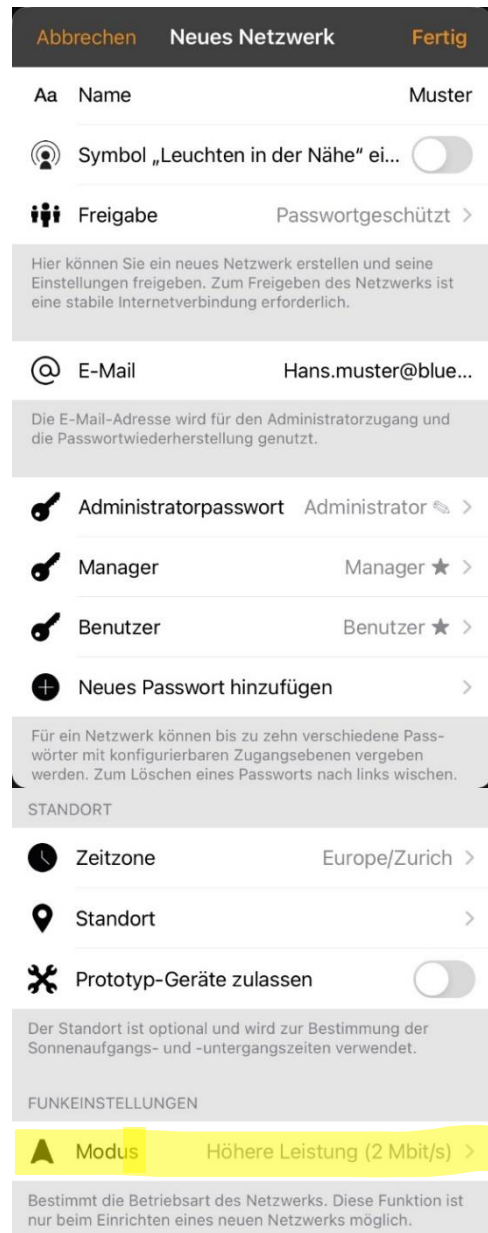 Abbrechen Neues Netzwerk Fertig
Aa Name Muster
Symbol „Leuchten in der Nähe“ ei...
Freigabe Passwortgeschützt >
Hier können Sie ein neues Netzwerk erstellen und seine
Einstellungen freigeben. Zum Freigeben des Netzwerks ist
eine stabile Internetverbindung erforderlich.
@ E-Mail Hans.muster@blue...
Die E-Mail-Adresse wird für den Administratorzugang und
die Passwortwiederherstellung genutzt.
Administratorpasswort Administrator ✎ >
Manager Manager ★ >
Benutzer Benutzer ★ >
Neues Passwort hinzufügen >
Für ein Netzwerk können bis zu zehn verschiedene Pass-
wörter mit konfigurierbaren Zugangsebenen vergeben
werden. Zum Löschen eines Passworts nach links wischen.
STANDORT
Zeitzone Europe/Zurich >
Standort >
Prototyp-Geräte zulassen
Der Standort ist optional und wird zur Bestimmung der
Sonnenaufgangs- und -untergangszeiten verwendet.
FUNKEINSTELLUNGEN
Modus Höhere Leistung (2 Mbit/s) >
Bestimmt die Betriebsart des Netzwerks. Diese Funktion ist
nur beim Einrichten eines neuen Netzwerks möglich.